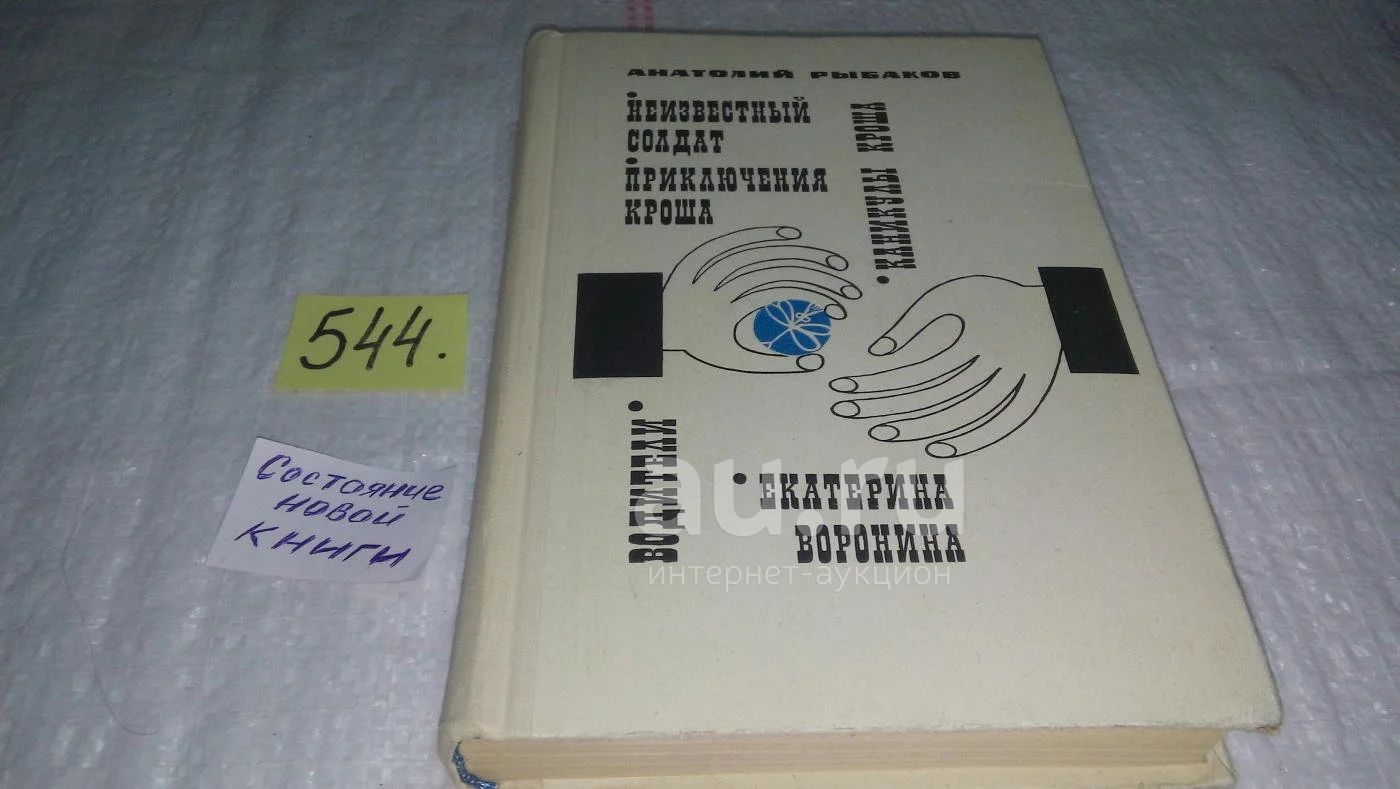 АНАТОЛИЙ РЫБАКОВ
•НЕИЗВЕСТНЫЙ
СОЛДАТ
•ПРИКЛЮЧЕНИЯ
КРОША
•КАНИКУЛЫ КРОША
ВОДИТЕЛИ•
•ЕКАТЕРИНА
ВОРОНИНА
544.
Состояние
новой
книги
au.ru
интернет-аукцион